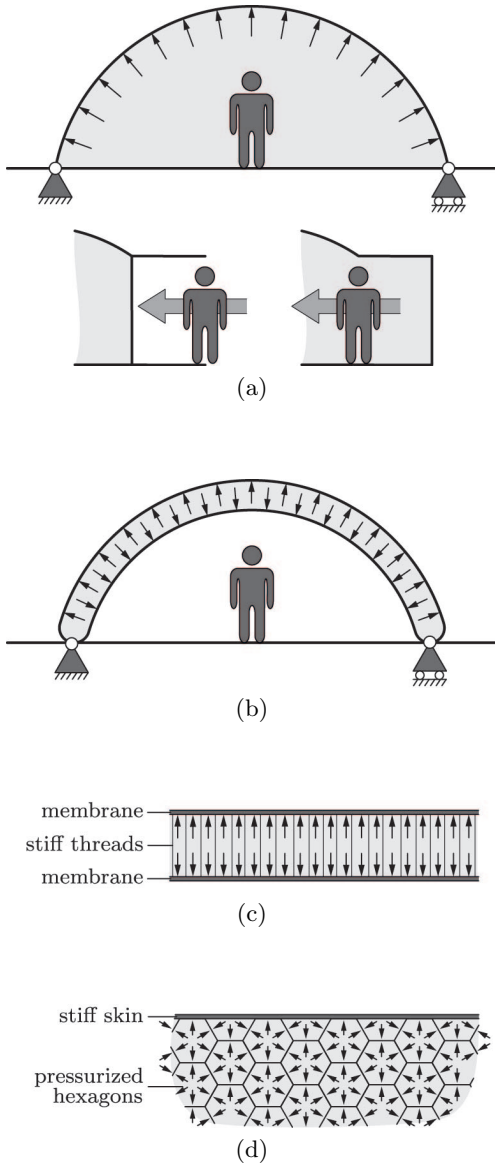 (a)
(b)
membrane
stiff threads
membrane
(c)
stiff skin
pressurized
hexagons
(d)